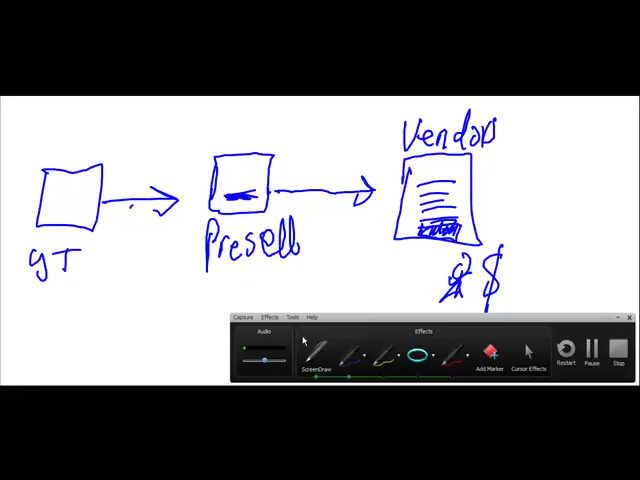 Vendors
yT
Presell
$
Capture Effects Tools Help
Audio
Effects
ScreenDraw
Add Marker
Cursor Effects
Restart
Pause
Stop